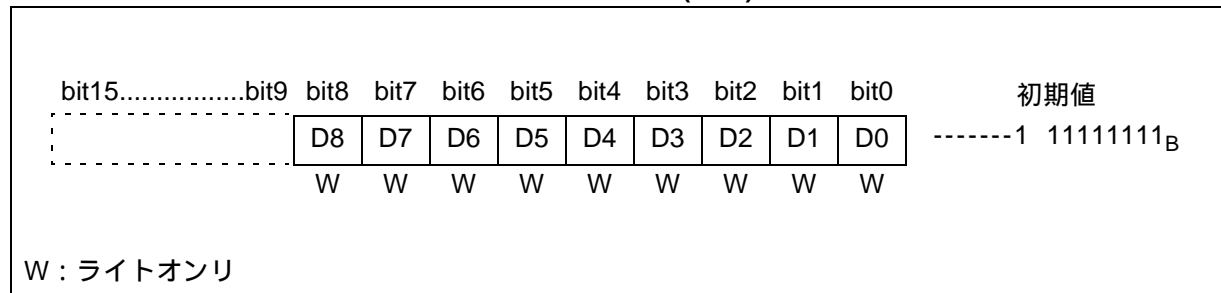 bit15.................bit9 bit8 bit7 bit6 bit5 bit4 bit3 bit2 bit1 bit0 初期値
D8 D7 D6 D5 D4 D3 D2 D1 D0 -------1 11111111B
W W W W W W W W W
W：ライトオンリ